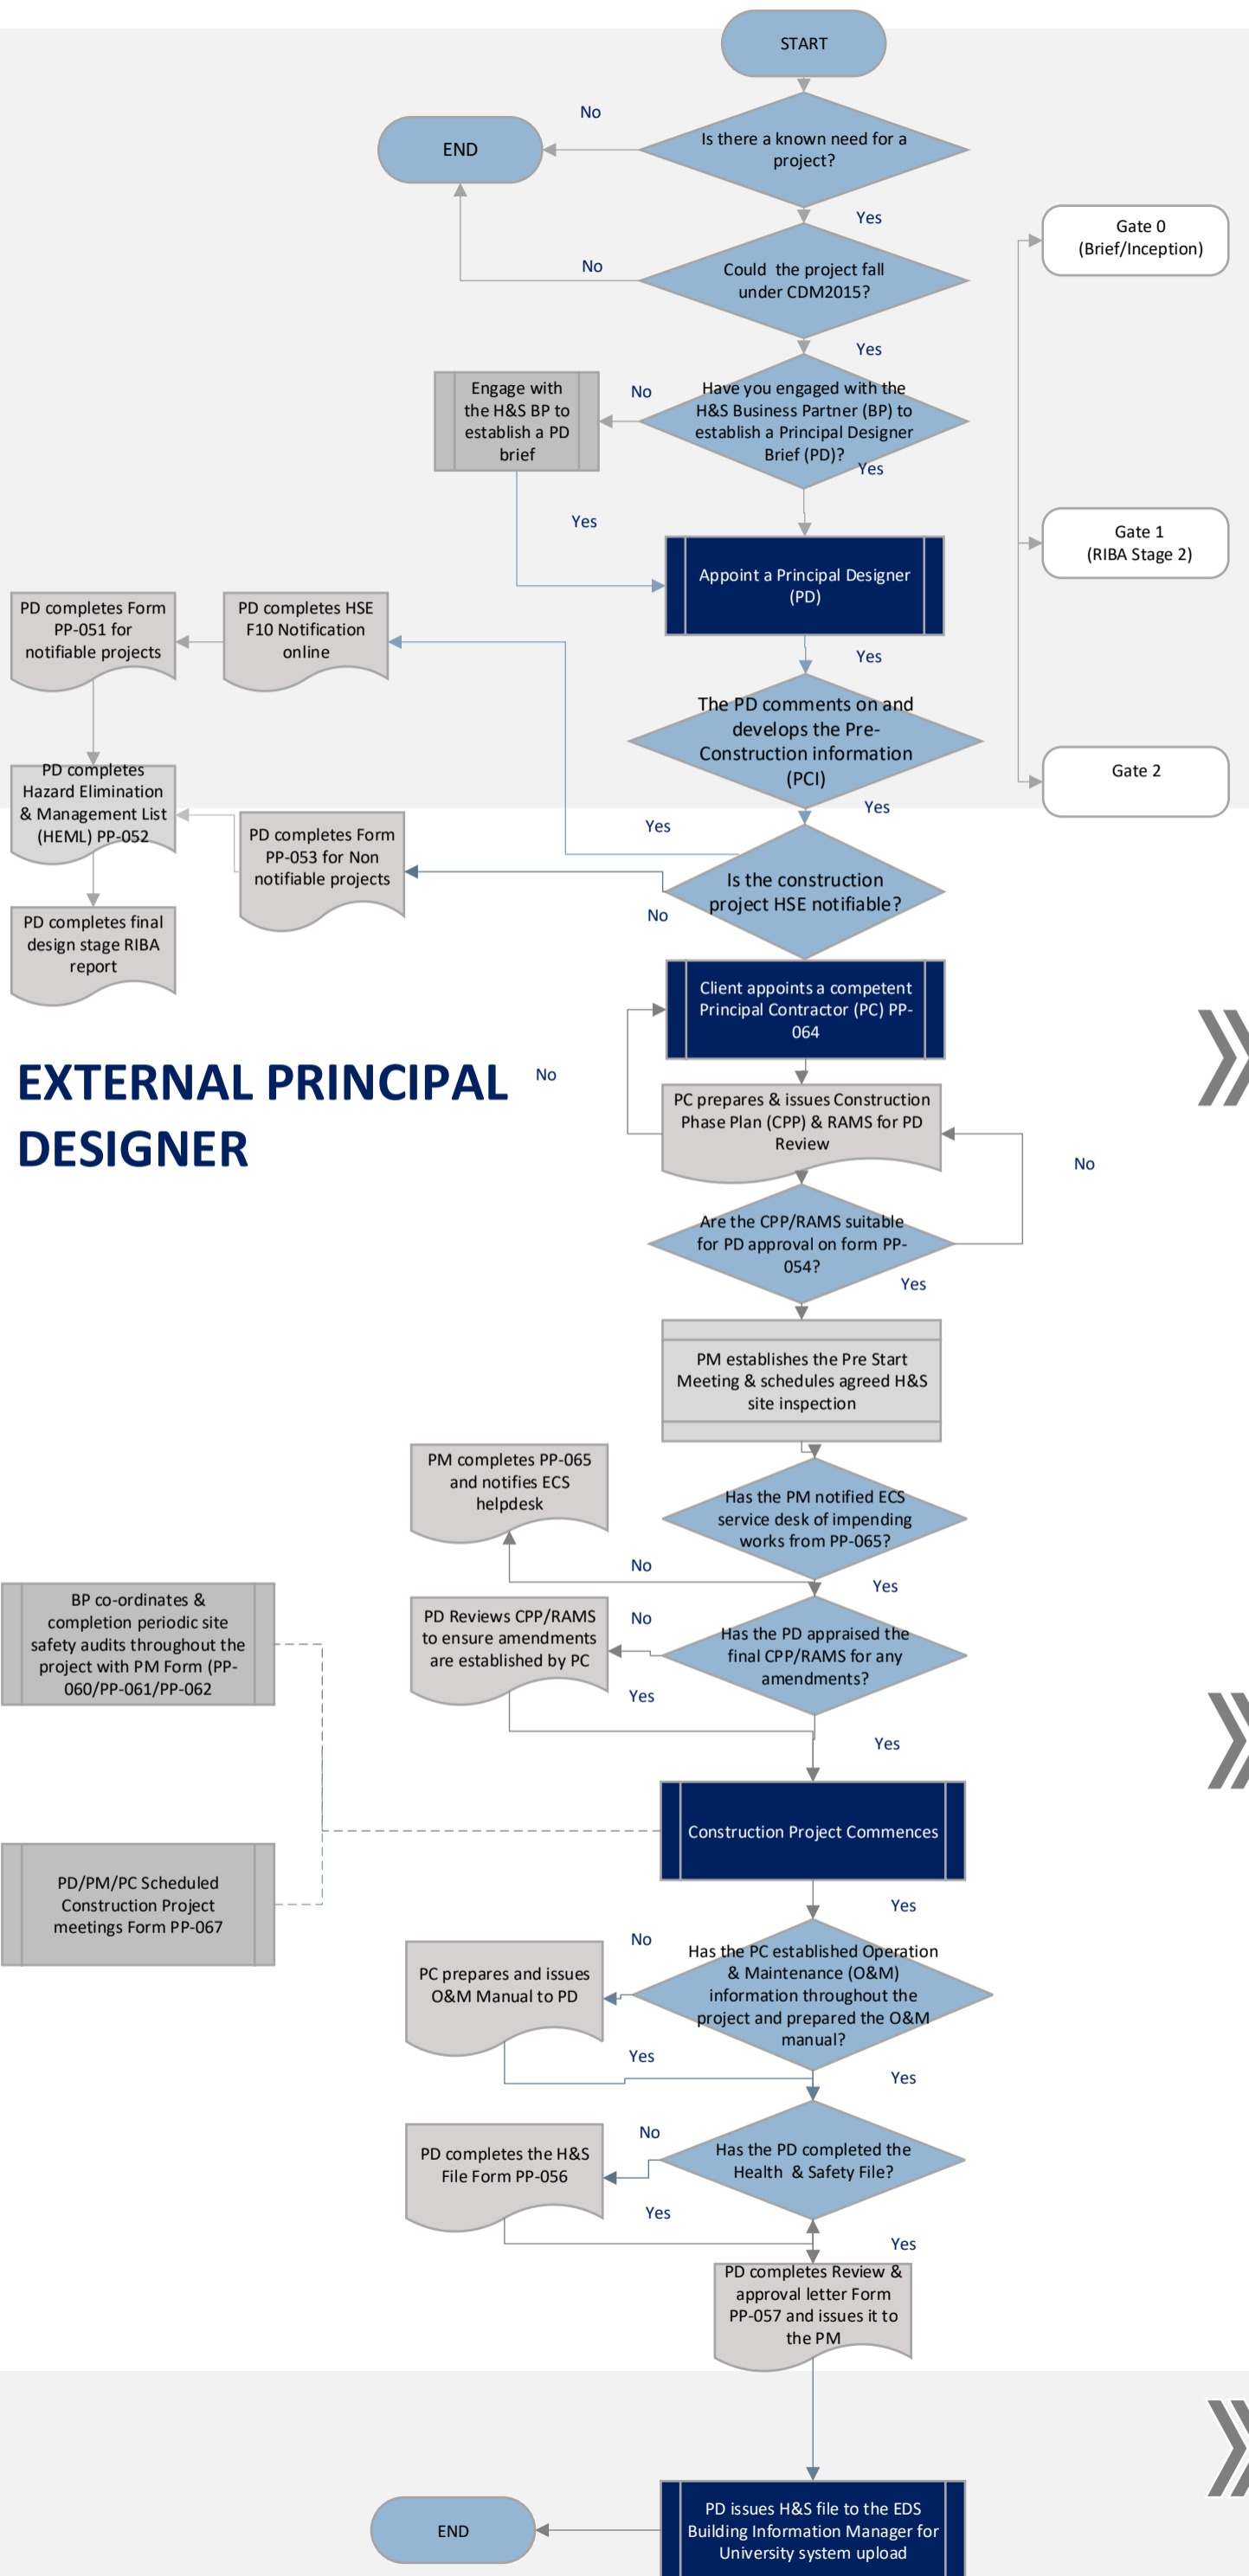 START
No
Is there a known need for a
project?
END
Yes
Gate 0
(Brief/Inception)
No
Could  the project fall
under CDM2015?
Yes
Engage with
the H&S BP to
establish a PD
brief
No
Have you engaged with the
H&S Business Partner (BP) to
establish a Principal Designer
Brief (PD)?
Yes
Yes
Gate 1
(RIBA Stage 2)
Appoint a Principal Designer
(PD)
PD completes Form
PP-051 for
notifiable projects
PD completes HSE
F10 Notification
online
Yes
The PD comments on and
develops the Pre-
Construction information
(PCI)
Gate 2
PD completes
Hazard Elimination
& Management List
(HEML) PP-052
Yes
Yes
PD completes Form
PP-053 for Non
notifiable projects
Is the construction
project HSE notifiable?
No
PD completes final
design stage RIBA
report
Client appoints a competent
Principal Contractor (PC) PP-
064
EXTERNAL PRINCIPAL
DESIGNER
No
PC prepares & issues Construction
Phase Plan (CPP) & RAMS for PD
Review
No
Are the CPP/RAMS suitable
for PD approval on form PP-
054?
Yes
PM establishes the Pre Start
Meeting & schedules agreed H&S
site inspection
PM completes PP-065
and notifies ECS
helpdesk
Has the PM notified ECS
service desk of impending
works from PP-065?
No
Yes
BP co-ordinates &
completion periodic site
safety audits throughout the
project with PM Form (PP-
060/PP-061/PP-062
PD Reviews CPP/RAMS
to ensure amendments
are established by PC
No
Has the PD appraised the
final CPP/RAMS for any
amendments?
Yes
Yes
Construction Project Commences
PD/PM/PC Scheduled
Construction Project
meetings Form PP-067
Yes
No
Has the PC established Operation
& Maintenance (O&M)
information throughout the
project and prepared the O&M
manual?
PC prepares and issues
O&M Manual to PD
Yes
Yes
No
PD completes the H&S
File Form PP-056
Has the PD completed the
Health  & Safety File?
Yes
Yes
PD completes Review &
approval letter Form
PP-057 and issues it to
the PM
PD issues H&S file to the EDS
Building Information Manager for
University system upload
END